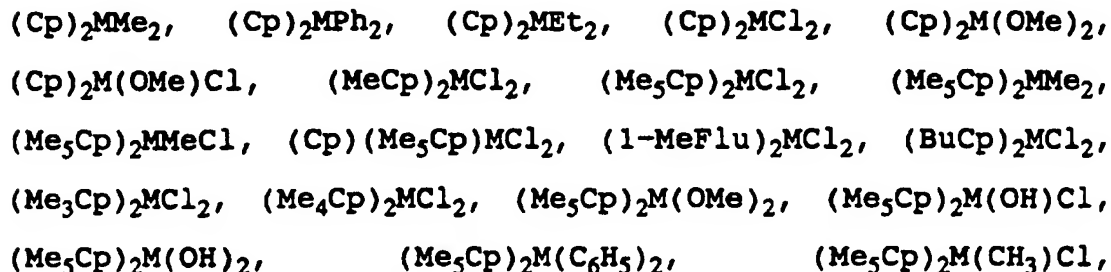 (Cp)₂MMe₂, (Cp)₂MPh₂, (Cp)₂MEt₂, (Cp)₂MCl₂, (Cp)₂M(OMe)₂,
(Cp)₂M(OMe)Cl, (MeCp)₂MCl₂, (Me₅Cp)₂MCl₂, (Me₅Cp)₂MMe₂,
(Me₅Cp)₂MMeCl, (Cp)(Me₅Cp)MCl₂, (1-MeFlu)₂MCl₂, (BuCp)₂MCl₂,
(Me₃Cp)₂MCl₂, (Me₄Cp)₂MCl₂, (Me₅Cp)₂M(OMe)₂, (Me₅Cp)₂M(OH)Cl,
(Me₅Cp)₂M(OH)₂, (Me₅Cp)₂M(C₆H₅)₂, (Me₅Cp)₂M(CH₃)Cl,